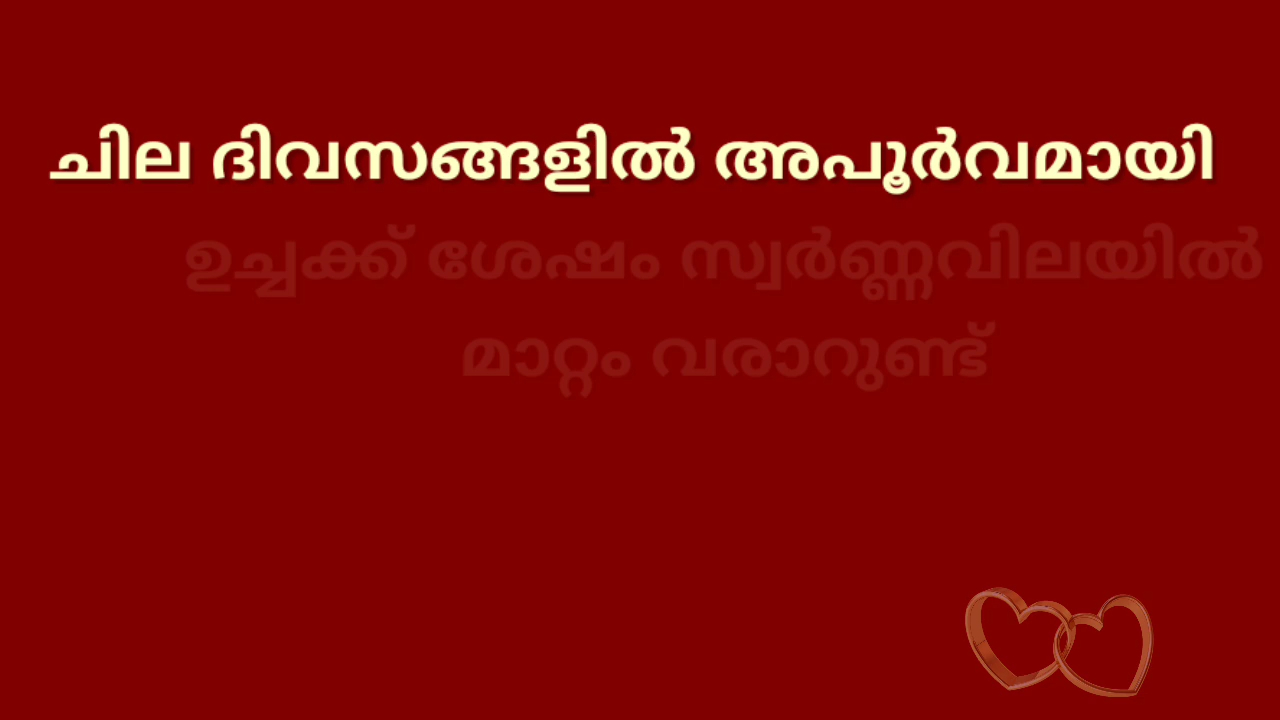 ചില ദിവസങ്ങളിൽ അപൂർവമായി
ഉച്ചക്ക് ശേഷം സ്വർണ്ണവിലയിൽ
മാറ്റം വരാറുണ്ട്